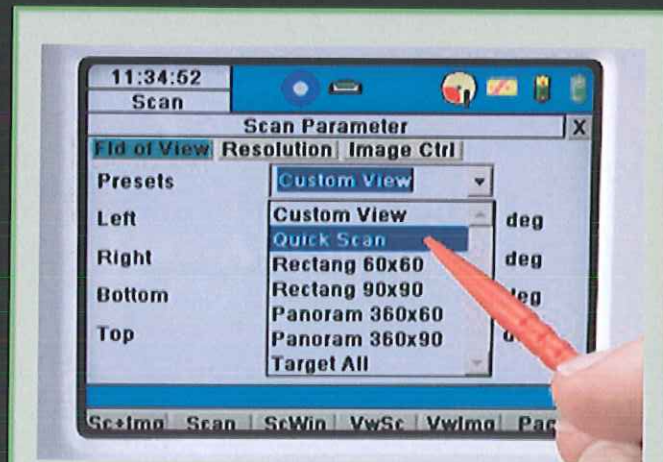 11:34:52
Scan
Scan Parameter X
Fld of View Resolution Image Ctrl
Presets Custom View
Left Custom View deg
Quick Scan
Right Rectang 60x60 deg
Bottom Rectang 90x90 deg
Panoram 360x60
Top Panoram 360x90
Target All
Sc+Img Scan ScWin VwSc VwImg